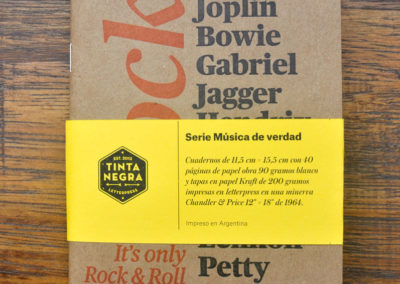 ock
Joplin
Bowie
Gabriel
Jagger
Hendrix
EST. 2012
TINTA
NEGRA
LETTERPRESS
Serie Música de verdad
Cuadernos de 11,5 cm - 15,5 cm con 40
páginas de papel obra 90 gramos blanco
y tapas en papel Kraft de 200 gramos
impresas en letterpress en una minerva
Chandler & Price 12" - 18" de 1964.
Impreso en Argentina
It's only
Rock & Roll
Lennon
Petty